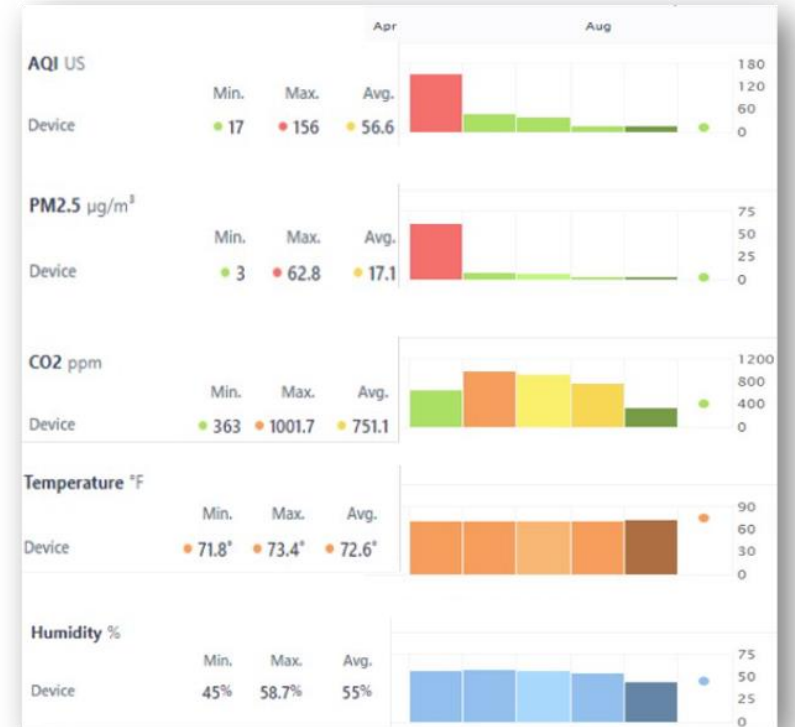 Apr Aug
AQI US
Min. Max. Avg.
Device 17 156 56.6
180
120
60
0
PM2.5 µg/m³
Min. Max. Avg.
Device 3 62.8 17.1
75
50
25
0
CO2 ppm
Min. Max. Avg.
Device 363 1001.7 751.1
1200
800
400
0
Temperature °F
Min. Max. Avg.
Device 71.8° 73.4° 72.6°
90
60
30
0
Humidity %
Min. Max. Avg.
Device 45% 58.7% 55%
75
50
25
0